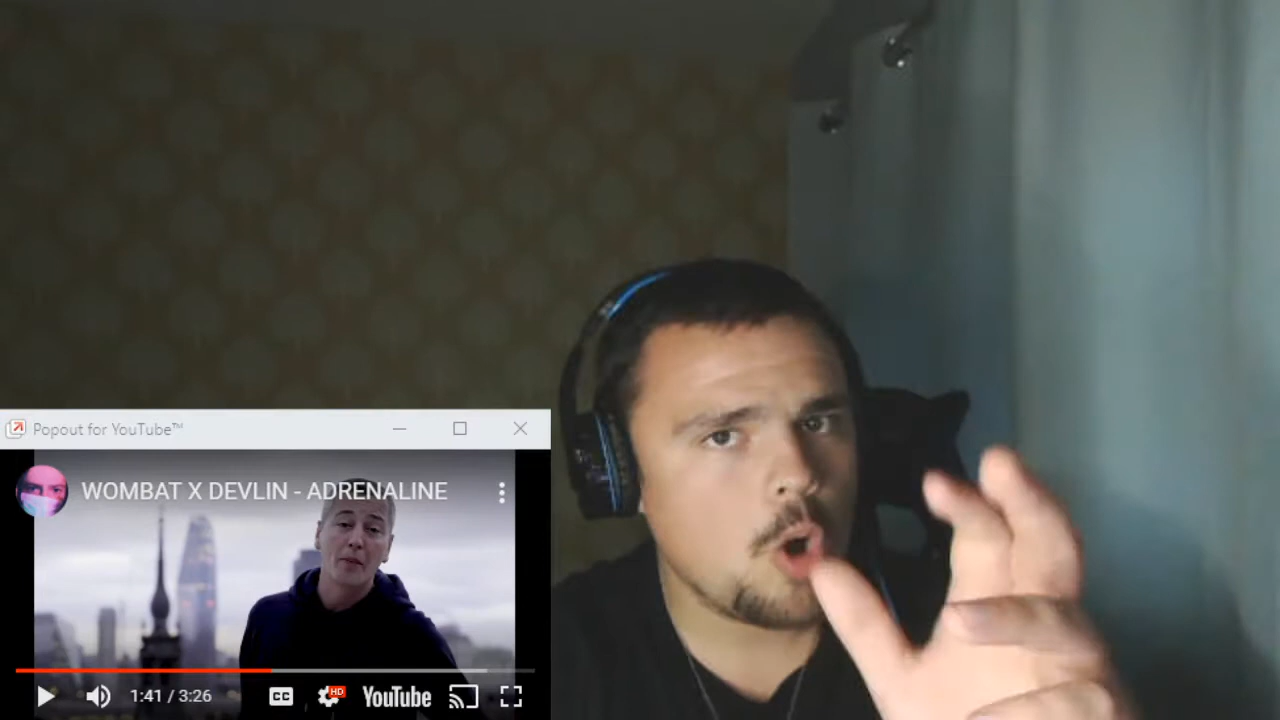 Popout for YouTube™
WOMBAT X DEVLIN - ADRENALINE
1:41 / 3:26
CC
HD
YouTube